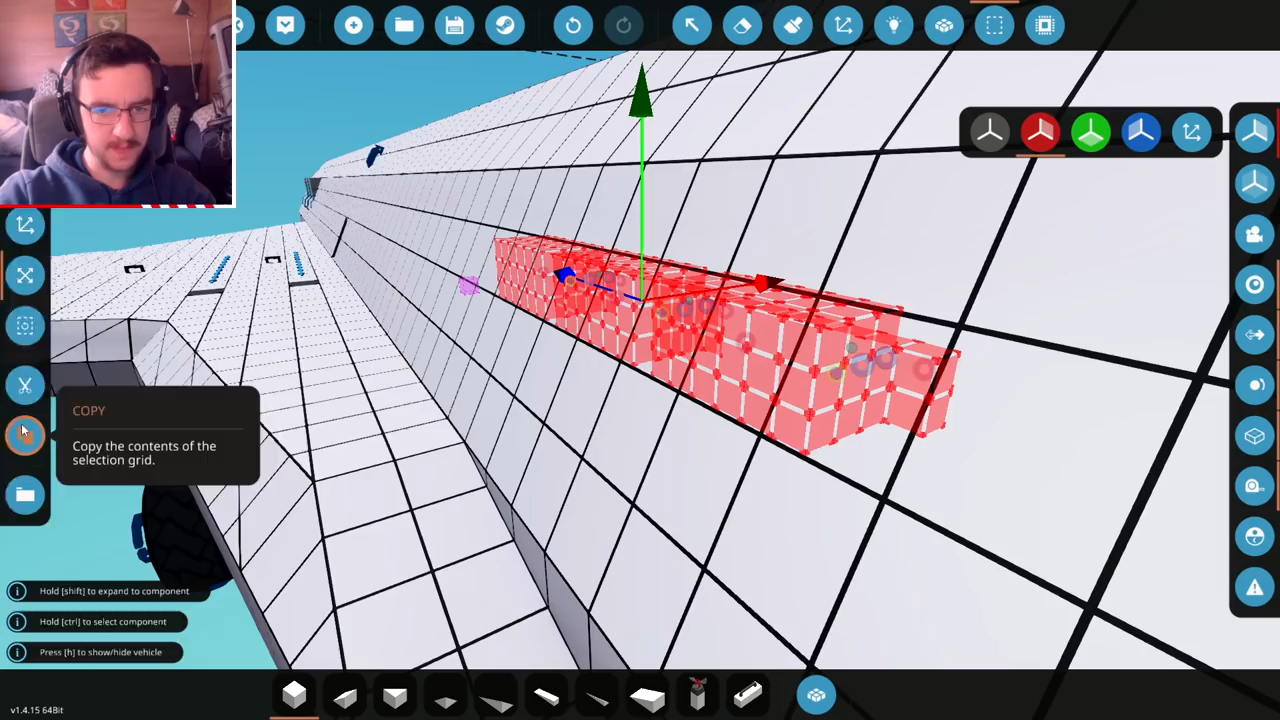 COPY
Copy the contents of the
selection grid.
Hold [shift] to expand to component
Hold [ctrl] to select component
Press [h] to show/hide vehicle
v1.4.15 64Bit